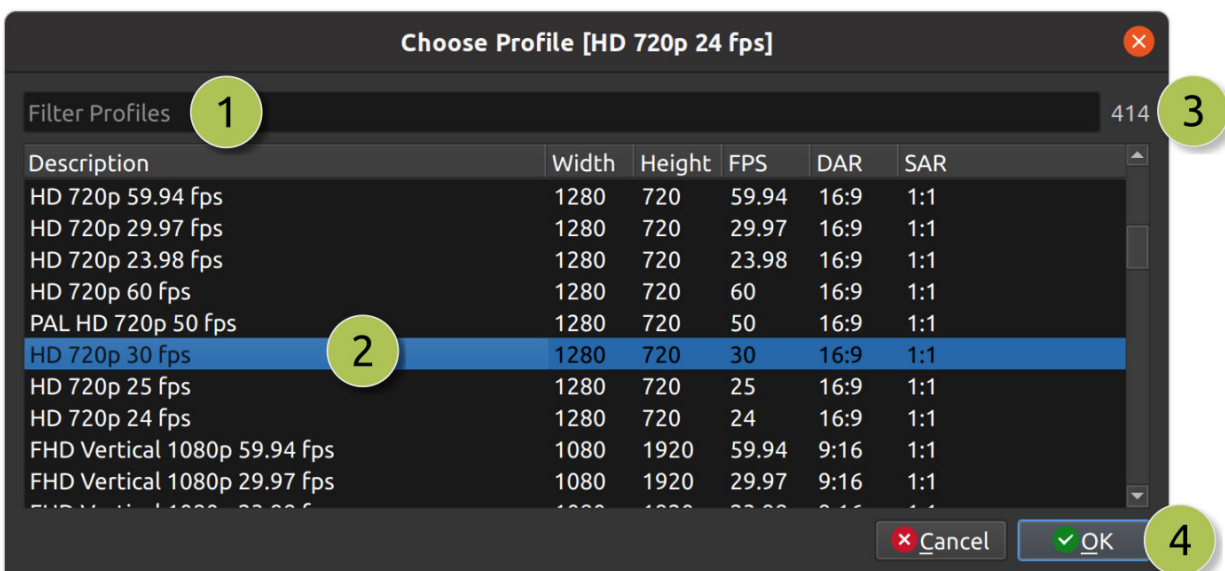 Choose Profile [HD 720p 24 fps]
Filter Profiles 1 414 3
Description Width Height FPS DAR SAR
HD 720p 59.94 fps 1280 720 59.94 16:9 1:1
HD 720p 29.97 fps 1280 720 29.97 16:9 1:1
HD 720p 23.98 fps 1280 720 23.98 16:9 1:1
HD 720p 60 fps 1280 720 60 16:9 1:1
PAL HD 720p 50 fps 1280 720 50 16:9 1:1
HD 720p 30 fps 2 1280 720 30 16:9 1:1
HD 720p 25 fps 1280 720 25 16:9 1:1
HD 720p 24 fps 1280 720 24 16:9 1:1
FHD Vertical 1080p 59.94 fps 1080 1920 59.94 9:16 1:1
FHD Vertical 1080p 29.97 fps 1080 1920 29.97 9:16 1:1
Cancel OK 4